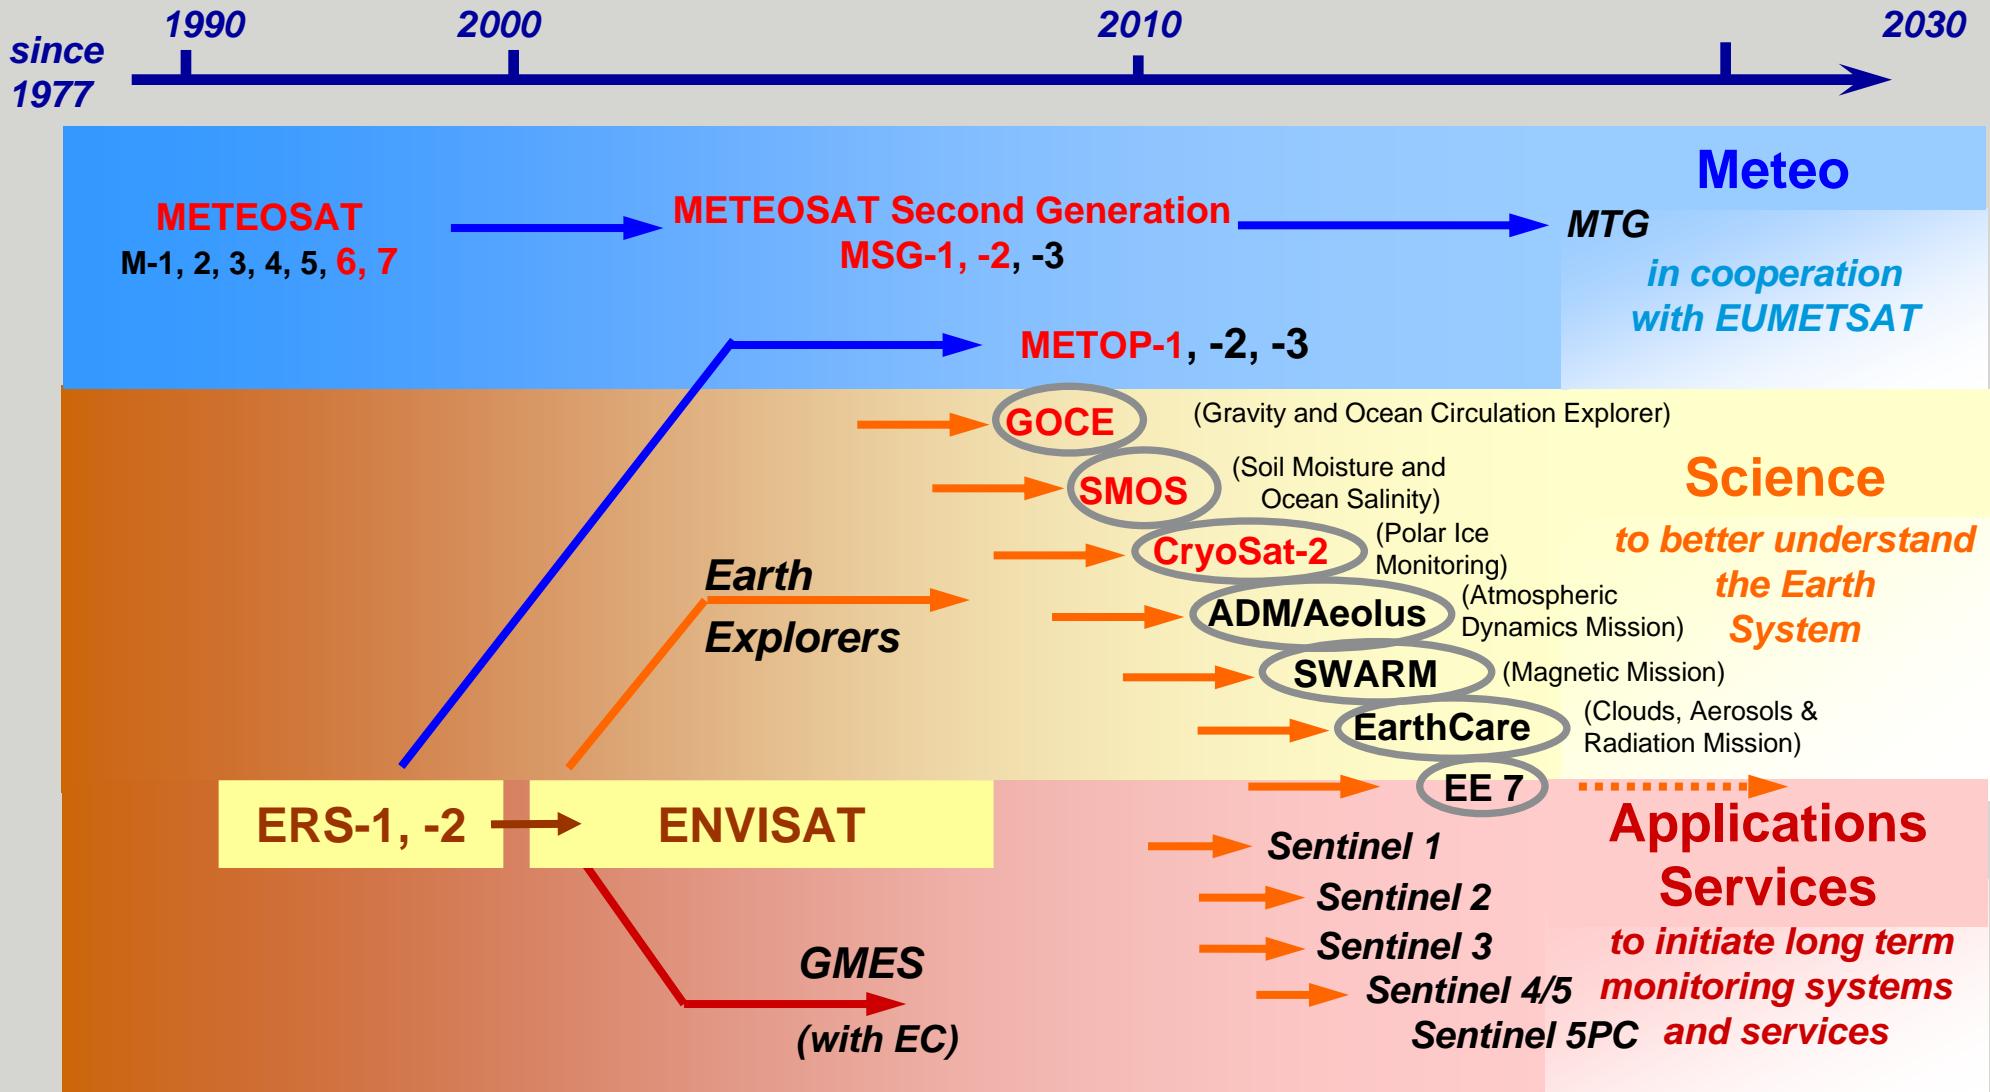 1990
2000
2010
2030
since
1977
Meteo
METEOSAT
M-1, 2, 3, 4, 5, 6, 7
METEOSAT Second Generation
MSG-1, -2, -3
MTG
in cooperation
with EUMETSAT
METOP-1, -2, -3
GOCE
(Gravity and Ocean Circulation Explorer)
SMOS
(Soil Moisture and
Ocean Salinity)
Science
to better understand
the Earth
System
CryoSat-2
(Polar Ice
Monitoring)
Earth
Explorers
ADM/Aeolus
(Atmospheric
Dynamics Mission)
SWARM
(Magnetic Mission)
EarthCare
(Clouds, Aerosols &
Radiation Mission)
EE 7
ERS-1, -2
ENVISAT
Applications
Services
to initiate long term
monitoring systems
and services
Sentinel 1
Sentinel 2
Sentinel 3
Sentinel 4/5
Sentinel 5PC
GMES
(with EC)